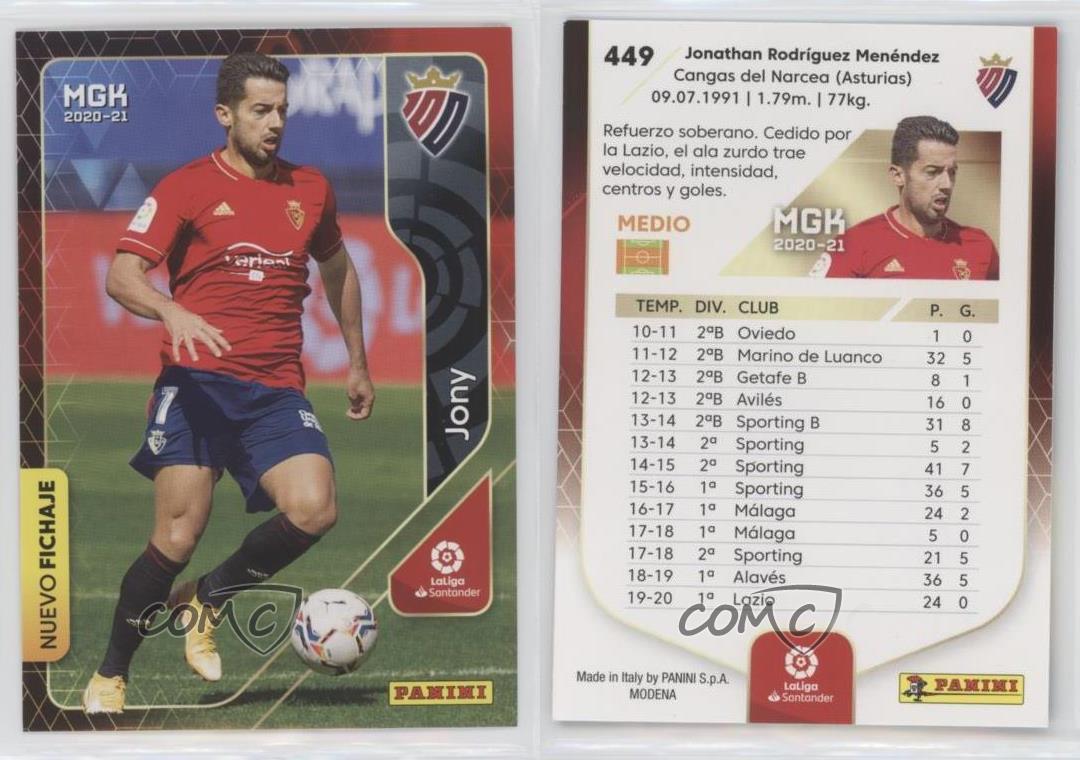 MGK
2020-21
Jony
7
NUEVO FICHAJE
LaLiga
Santander
PANINI
COMC
449
Jonathan Rodríguez Menéndez
Cangas del Narcea (Asturias)
09.07.1991 | 1.79m. | 77kg.
Refuerzo soberano. Cedido por
la Lazio, el ala zurdo trae
velocidad, intensidad,
centros y goles.
MEDIO
MGK
2020-21
TEMP. DIV. CLUB P. G.
10-11 2ªB Oviedo 1 0
11-12 2ªB Marino de Luanco 32 5
12-13 2ªB Getafe B 8 1
12-13 2ªB Avilés 16 0
13-14 2ªB Sporting B 31 8
13-14 2ª Sporting 5 2
14-15 2ª Sporting 41 7
15-16 1ª Sporting 36 5
16-17 1ª Málaga 24 2
17-18 1ª Málaga 5 0
17-18 2ª Sporting 21 5
18-19 1ª Alavés 36 5
19-20 1ª Lazio 24 0
COMC
Made in Italy by PANINI S.p.A.
MODENA
LaLiga
Santander
PANINI